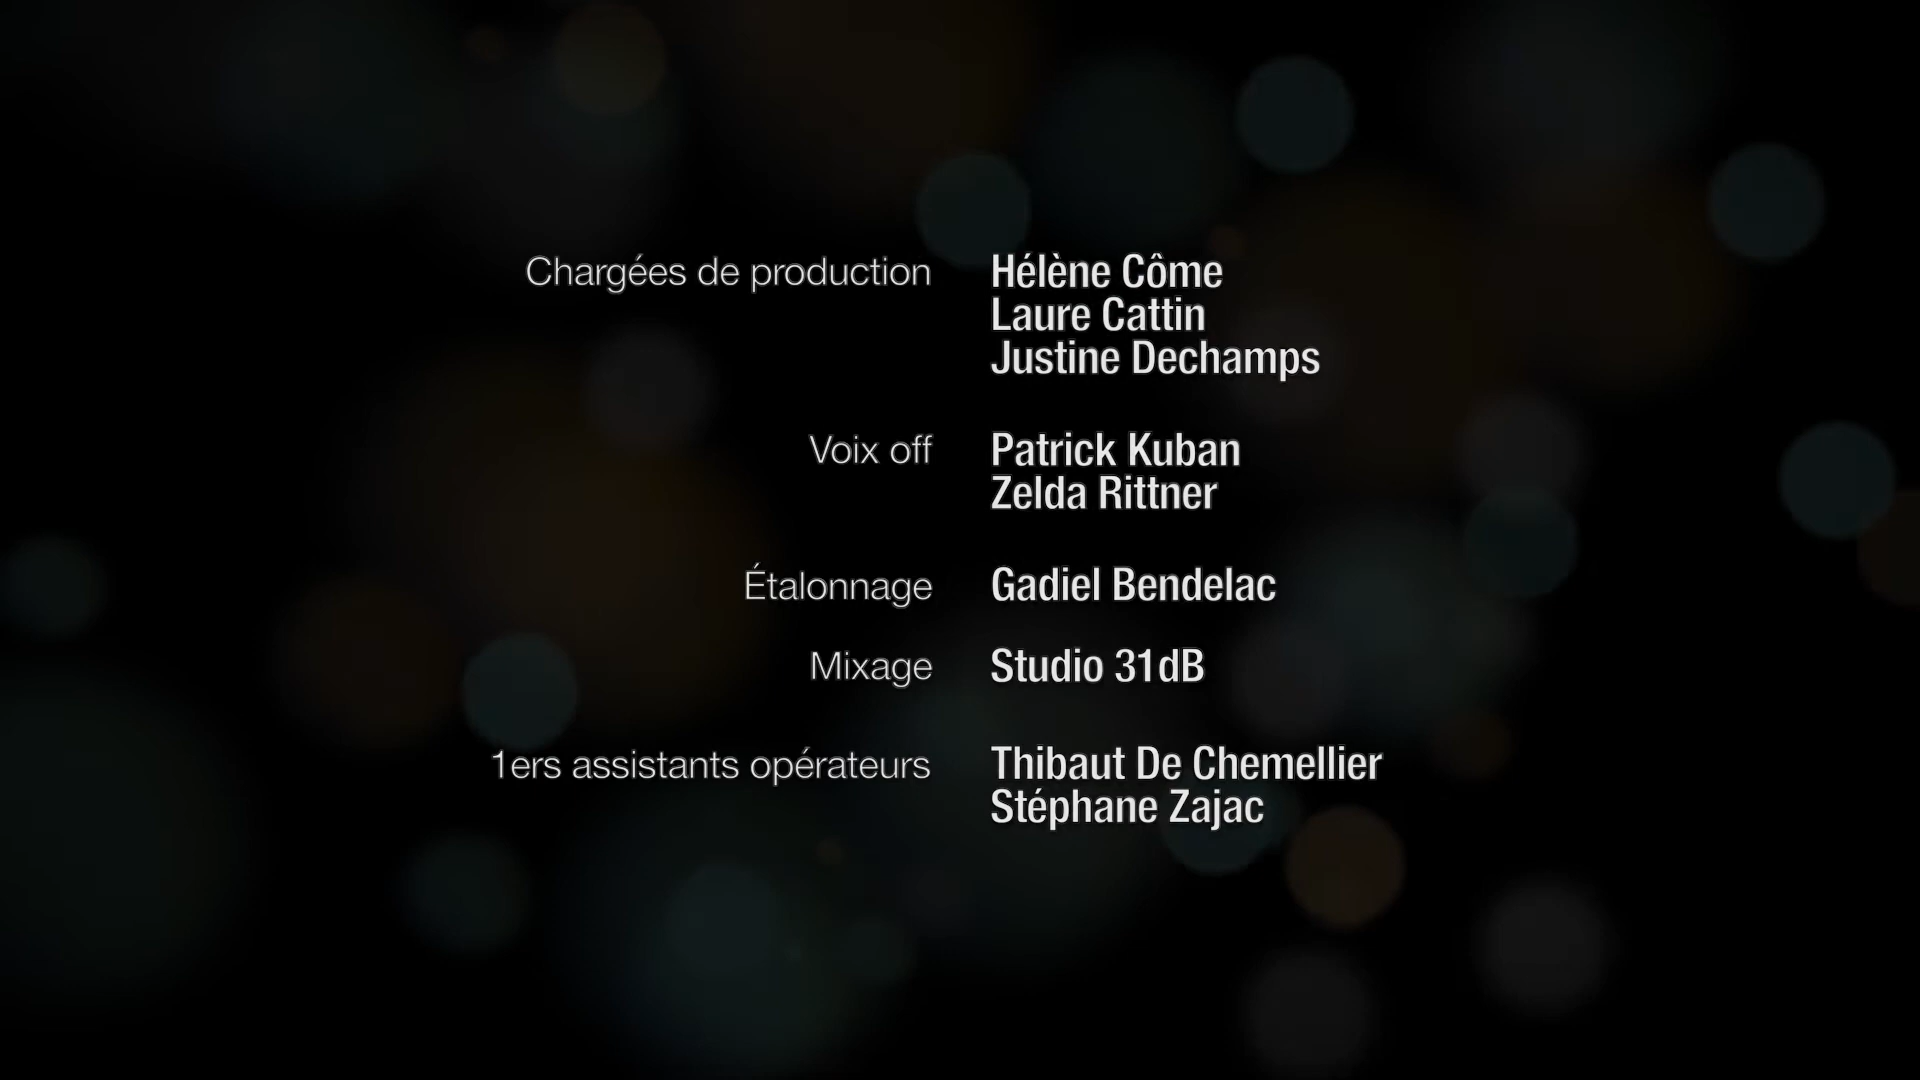 Chargées de production Hélène Côme
Laure Cattin
Justine Dechamps
Voix off Patrick Kuban
Zelda Rittner
Étalonnage Gadiel Bendelac
Mixage Studio 31dB
1ers assistants opérateurs Thibaut De Chemellier
Stéphane Zajac